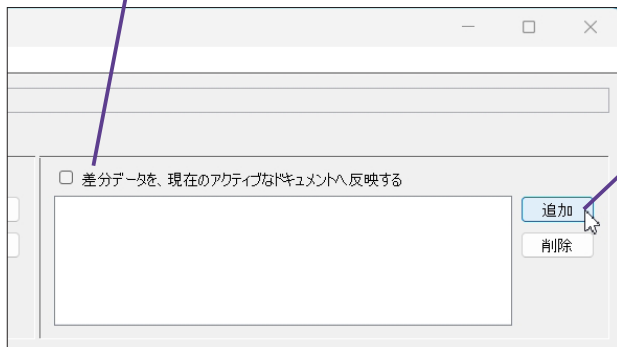 差分データを、現在のアクティブなドキュメントへ反映する
追加
削除